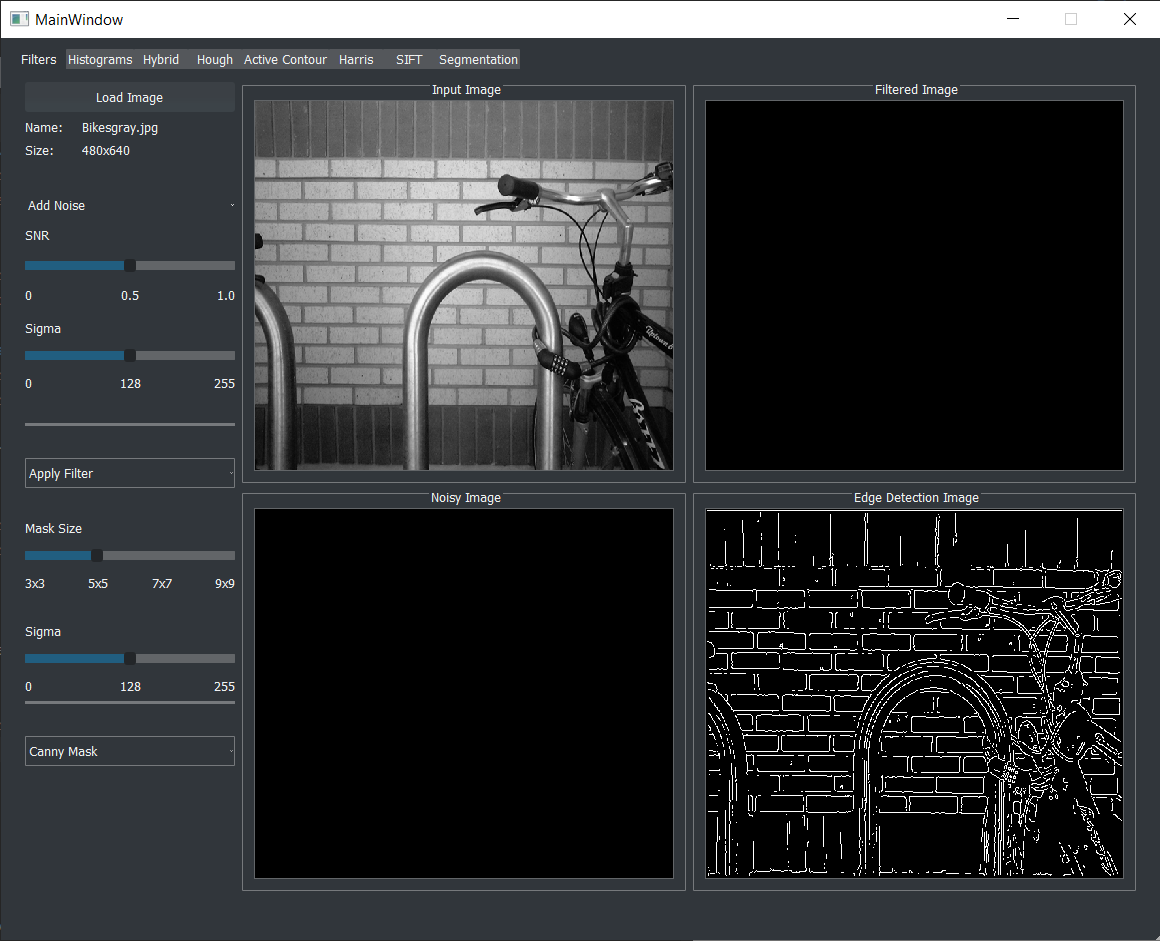 MainWindow
Filters Histograms Hybrid Hough Active Contour Harris SIFT Segmentation
Load Image
Name: Bikesgray.jpg
Size: 480x640
Add Noise
SNR
0 0.5 1.0
Sigma
0 128 255
Apply Filter
Mask Size
3x3 5x5 7x7 9x9
Sigma
0 128 255
Canny Mask
Input Image
Filtered Image
Noisy Image
Edge Detection Image